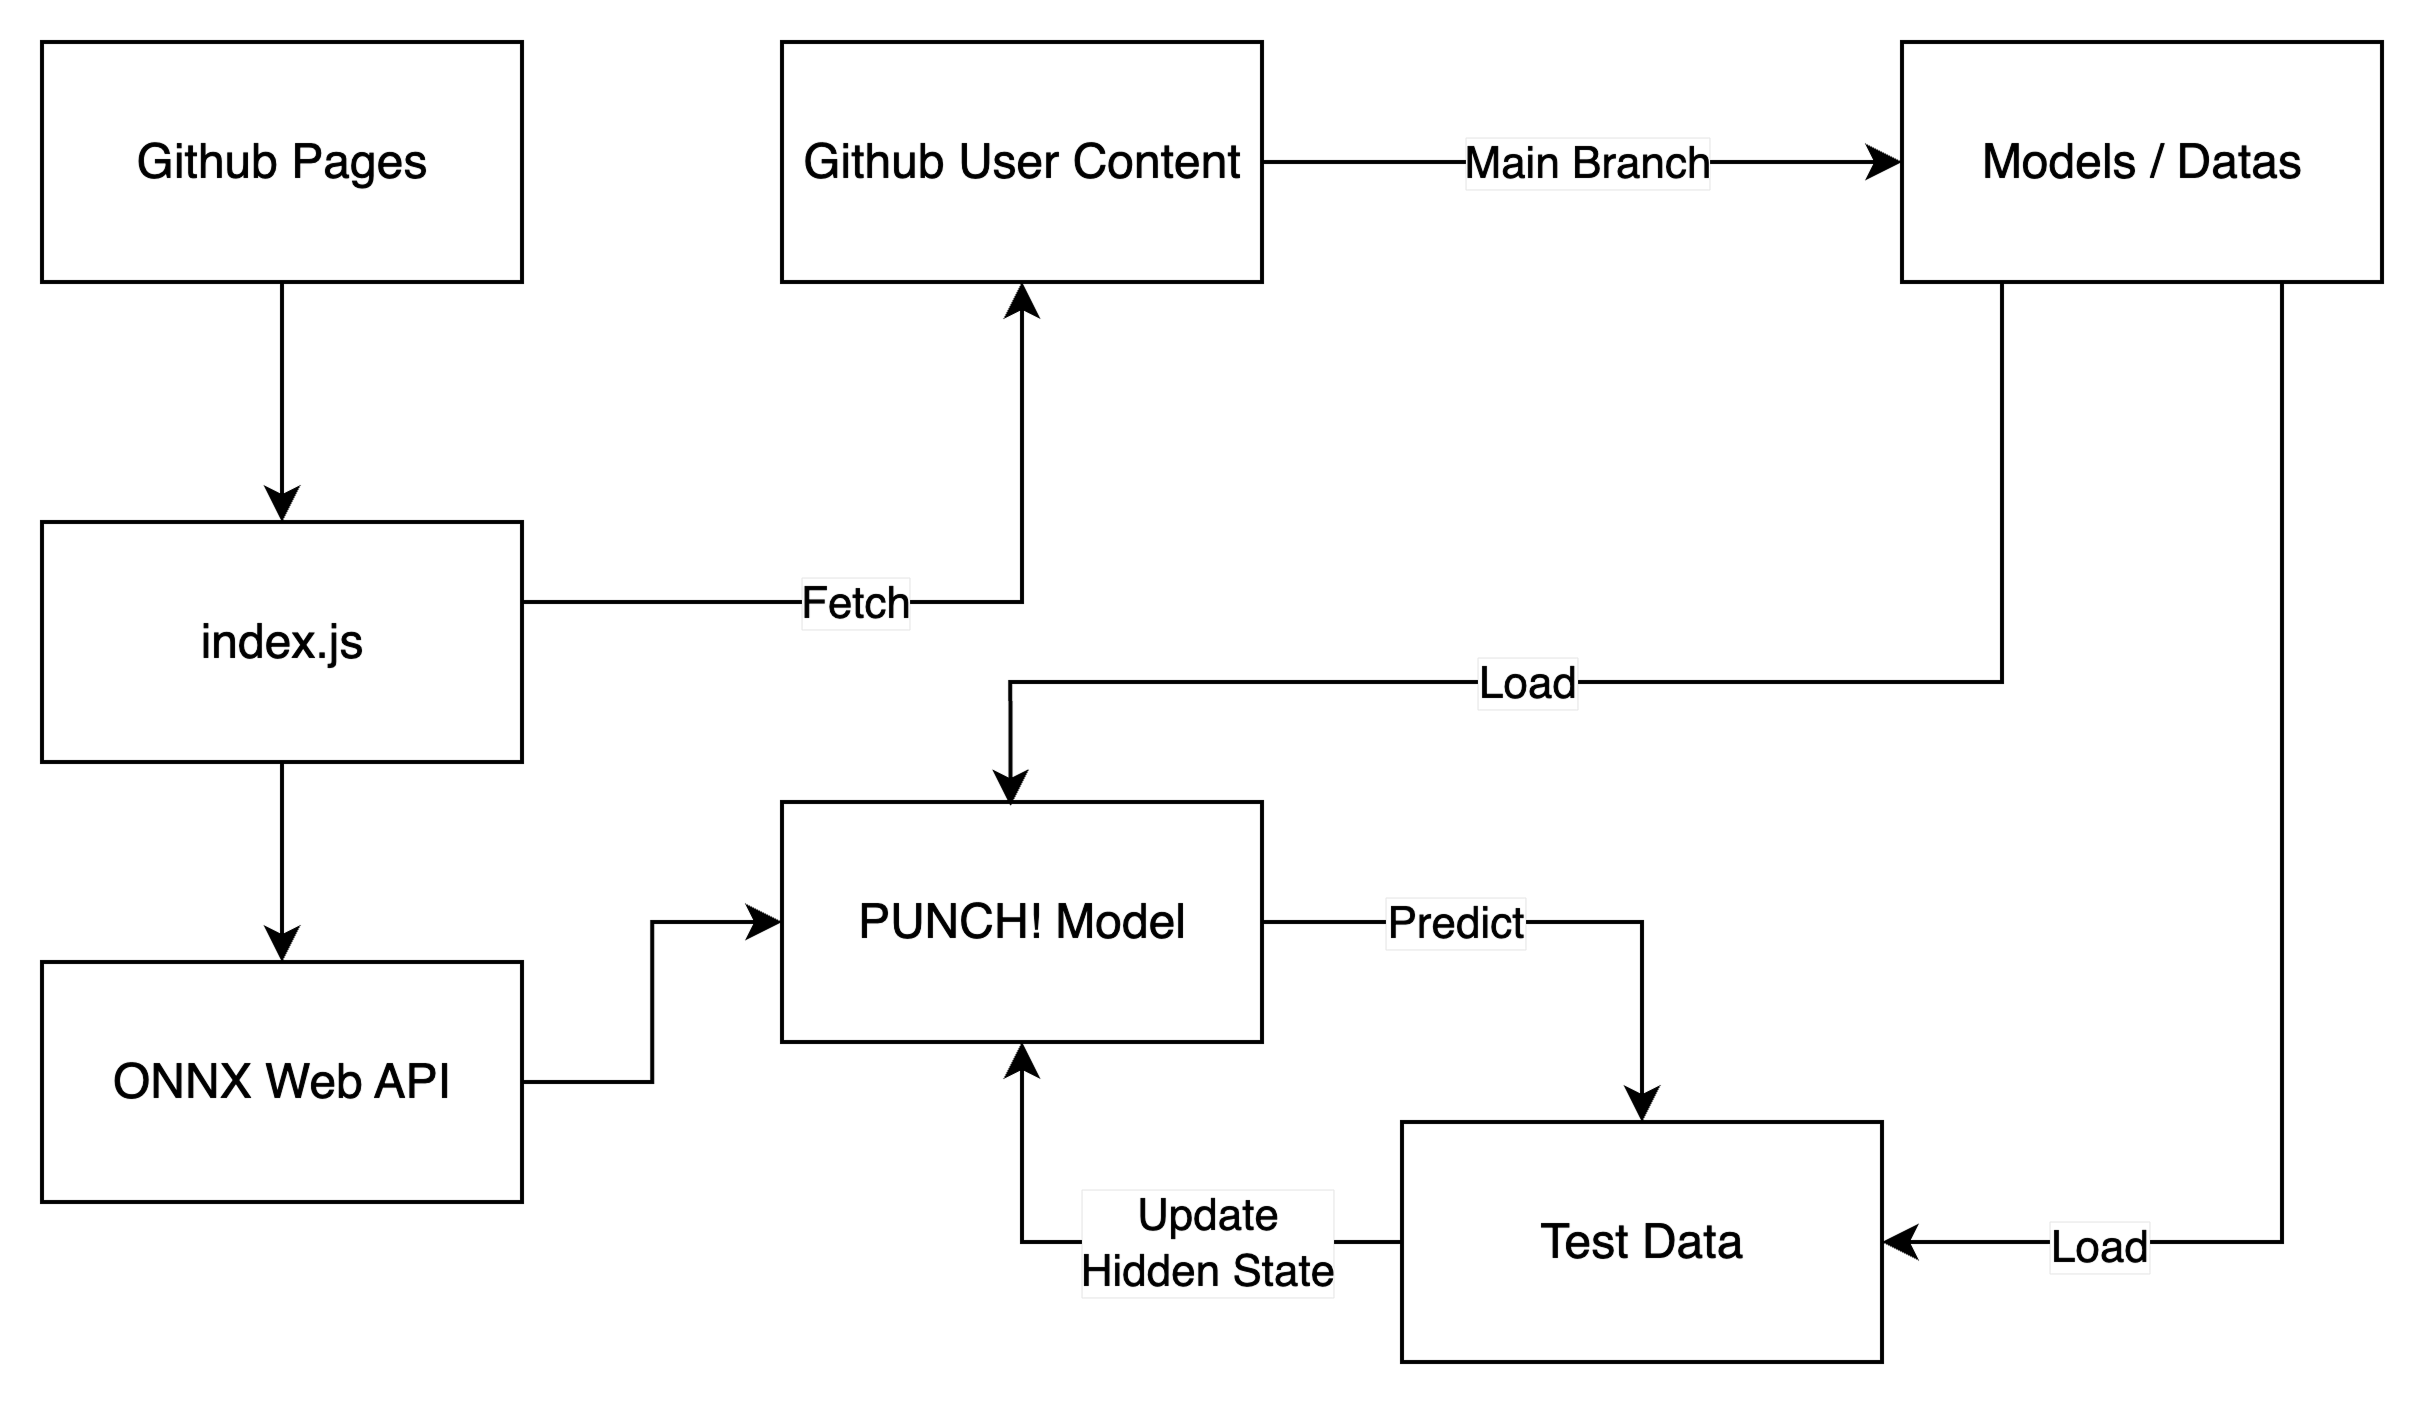 Github Pages
Github User Content
Main Branch
Models / Datas
Fetch
index.js
Load
PUNCH! Model
Predict
ONNX Web API
Update
Hidden State
Test Data
Load